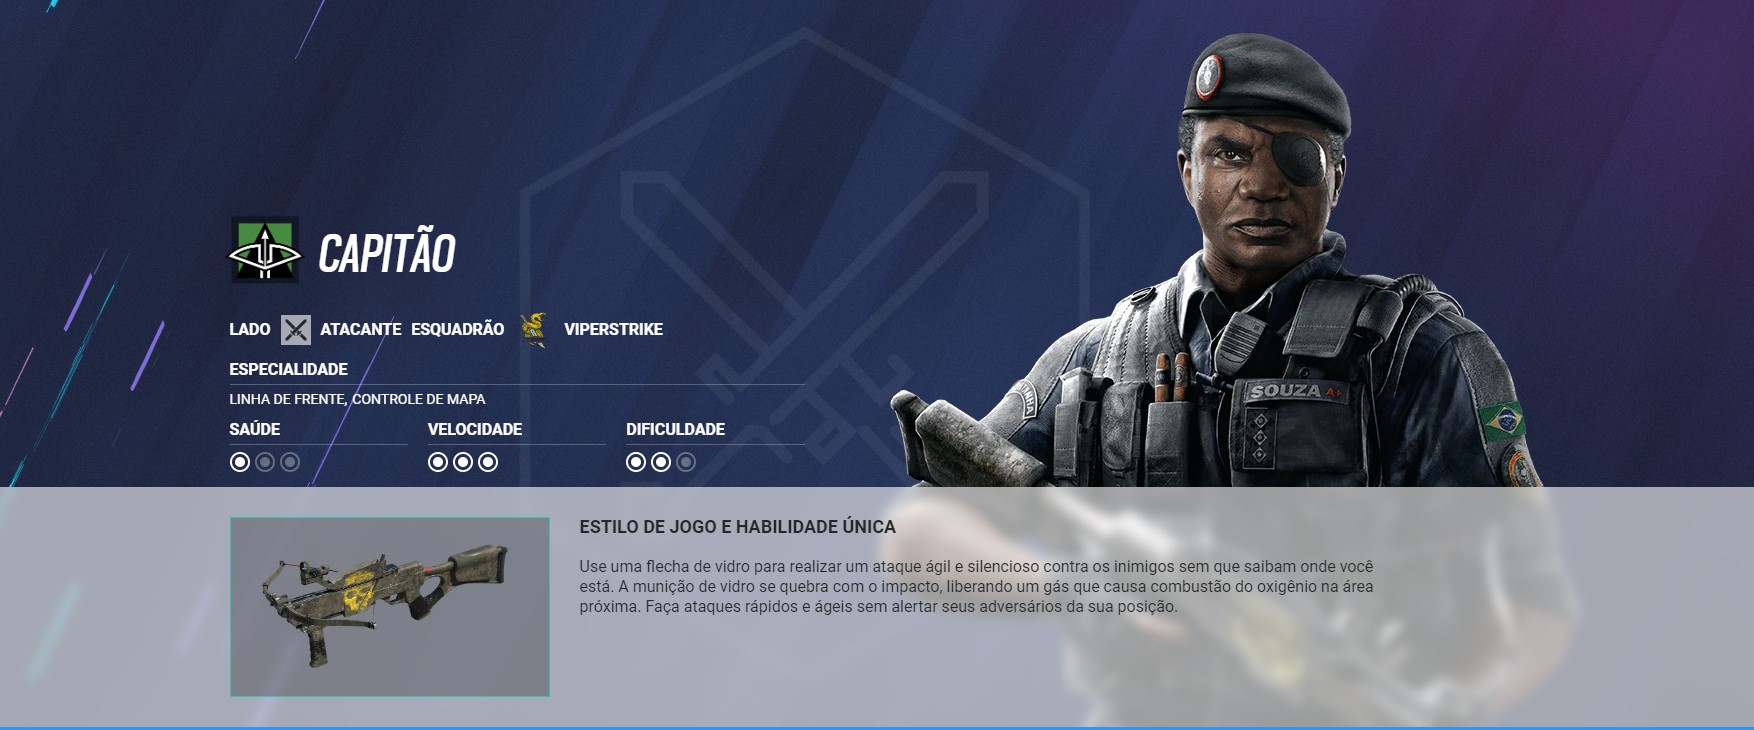 CAPITÃO
LADO ATACANTE ESQUADRÃO VIPERSTRIKE
ESPECIALIDADE
LINHA DE FRENTE, CONTROLE DE MAPA
SAÚDE VELOCIDADE DIFICULDADE
SOUZA A+
ESTILO DE JOGO E HABILIDADE ÚNICA
Use uma flecha de vidro para realizar um ataque ágil e silencioso contra os inimigos sem que saibam onde você
está. A munição de vidro se quebra com o impacto, liberando um gás que causa combustão do oxigênio na área
próxima. Faça ataques rápidos e ágeis sem alertar seus adversários da sua posição.